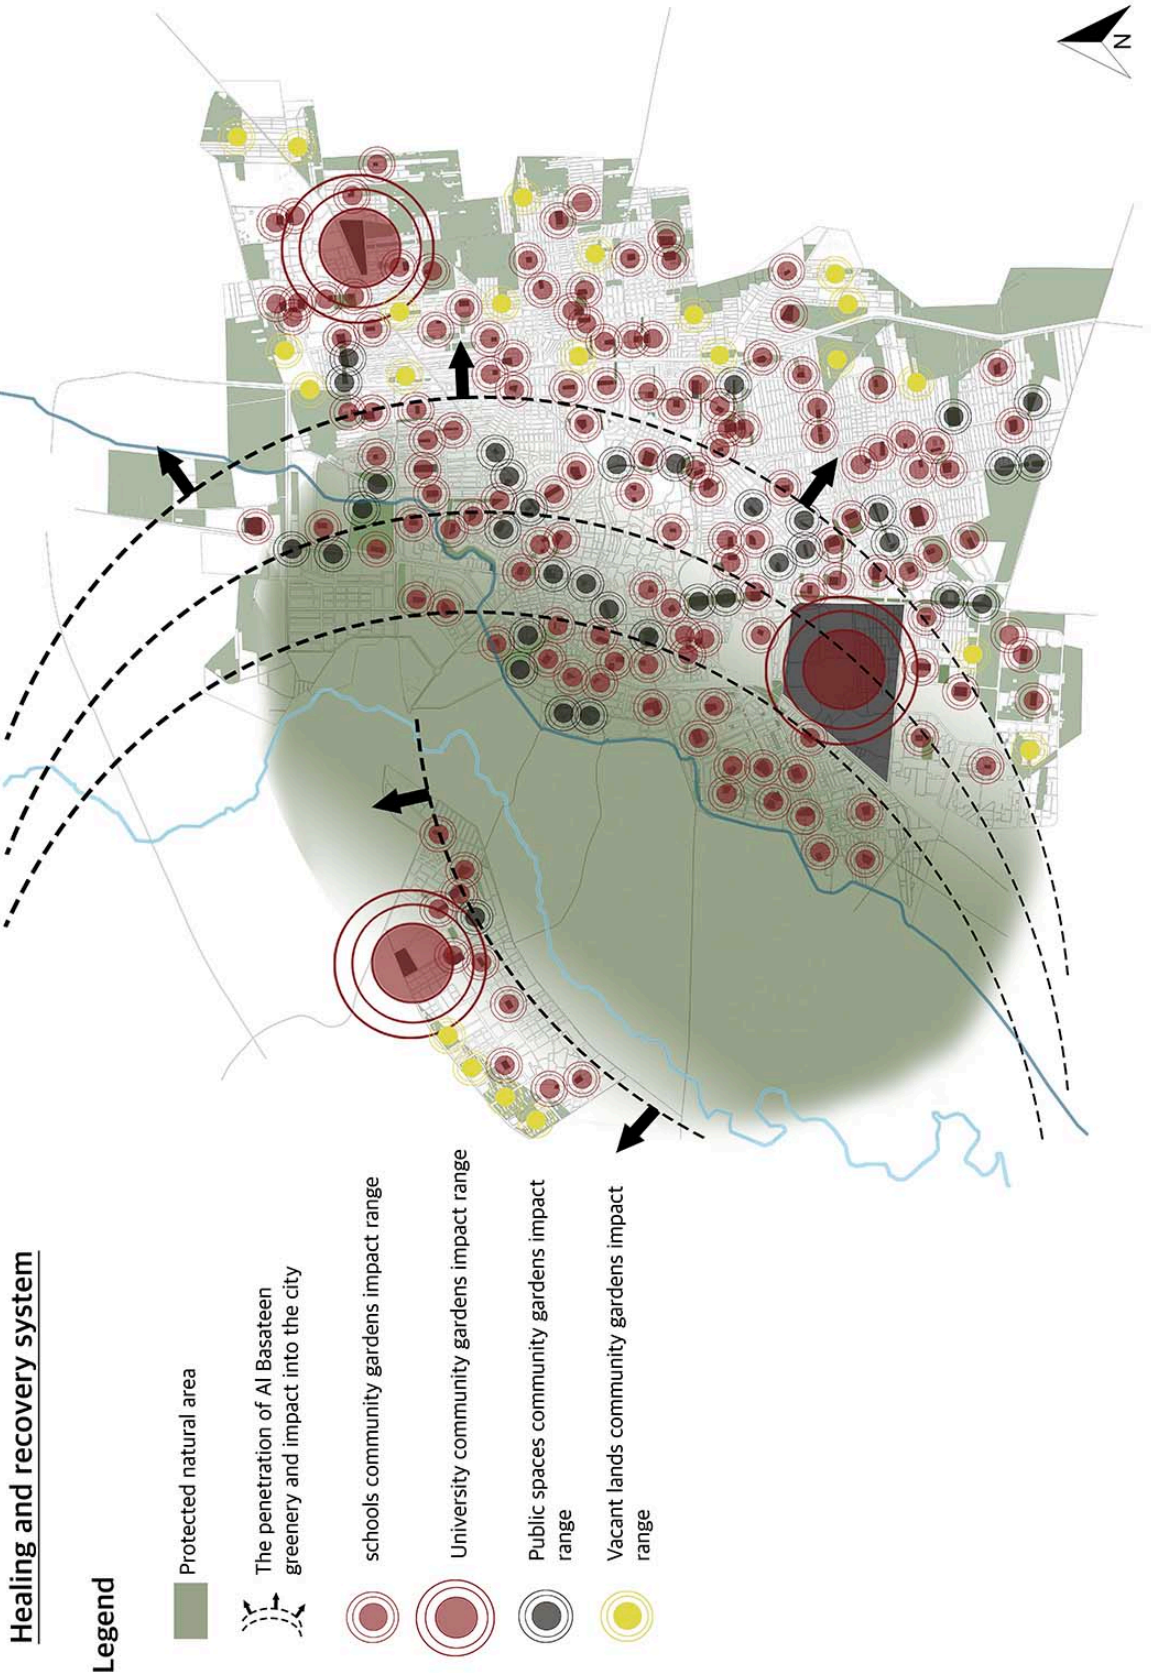 Healing and recovery system
Legend
Protected natural area
The penetration of Al Basateen
greenery and impact into the city
schools community gardens impact range
University community gardens impact range
Public spaces community gardens impact
range
Vacant lands community gardens impact
range
N